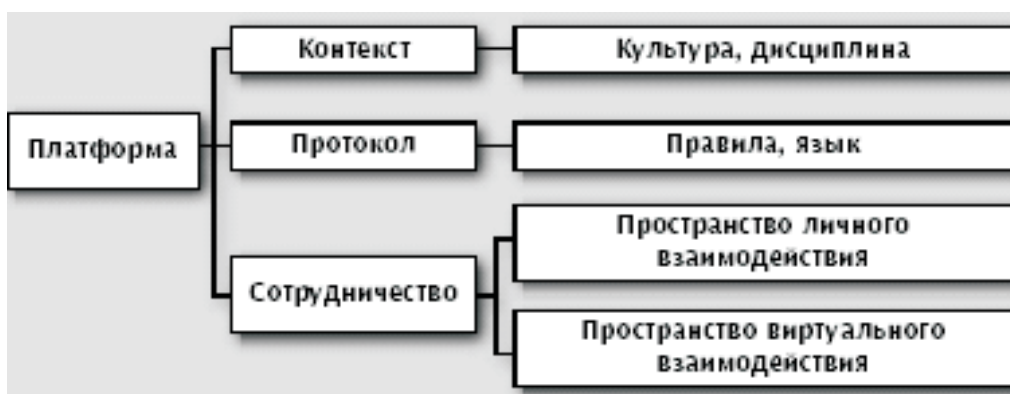 Платформа
Контекст
Культура, дисциплина
Протокол
Правила, язык
Сотрудничество
Пространство личного
взаимодействия
Пространство виртуального
взаимодействия